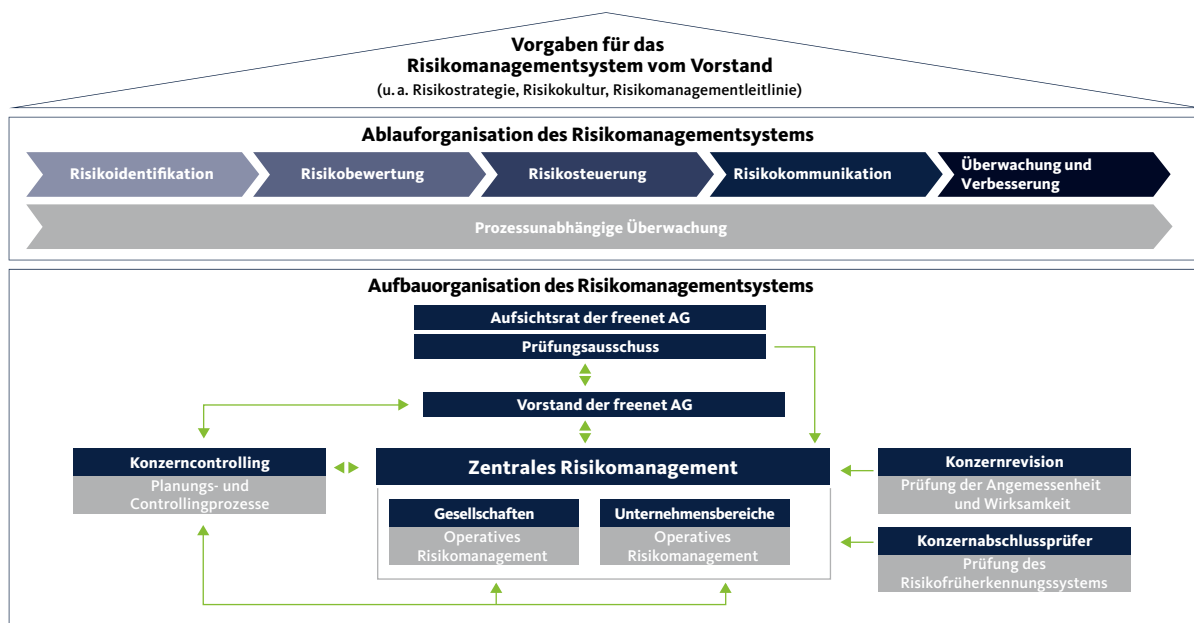 Vorgaben für das
Risikomanagementsystem vom Vorstand
(u. a. Risikostrategie, Risikokultur, Risikomanagementleitlinie)
Ablauforganisation des Risikomanagementsystems
Risikoidentifikation
Risikobewertung
Risikosteuerung
Risikokommunikation
Überwachung und
Verbesserung
Prozessunabhängige Überwachung
Aufbauorganisation des Risikomanagementsystems
Aufsichtsrat der freenet AG
Prüfungsausschuss
Vorstand der freenet AG
Konzerncontrolling
Planungs- und
Controllingprozesse
Zentrales Risikomanagement
Gesellschaften
Operatives
Risikomanagement
Unternehmensbereiche
Operatives
Risikomanagement
Konzernrevision
Prüfung der Angemessenheit
und Wirksamkeit
Konzernabschlussprüfer
Prüfung des
Risikofrüherkennungssystems